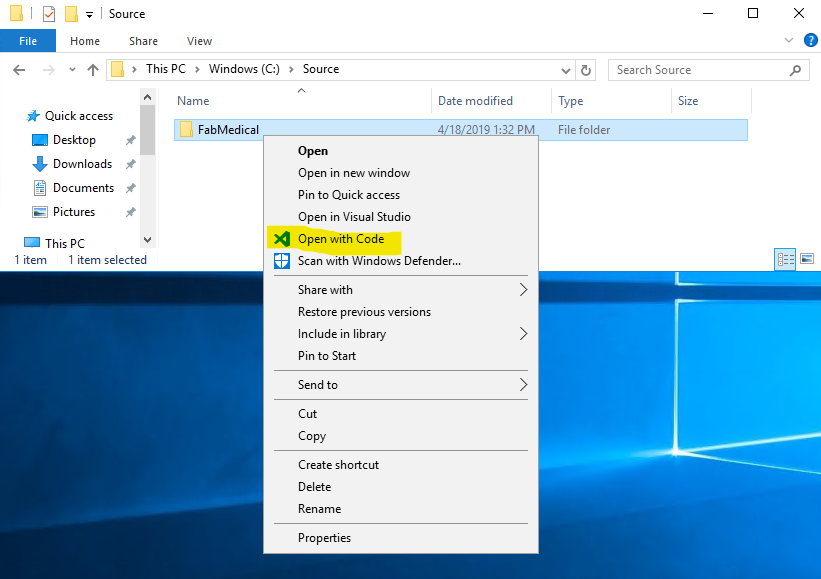 Source
File Home Share View
This PC Windows (C:) Source
Search Source
Name Date modified Type Size
Quick access
Desktop
Downloads
Documents
Pictures
This PC
FabMedical 4/18/2019 1:32 PM File folder
1 item 1 item selected
Open
Open in new window
Pin to Quick access
Open in Visual Studio
Open with Code
Scan with Windows Defender...
Share with
Restore previous versions
Include in library
Pin to Start
Send to
Cut
Copy
Create shortcut
Delete
Rename
Properties